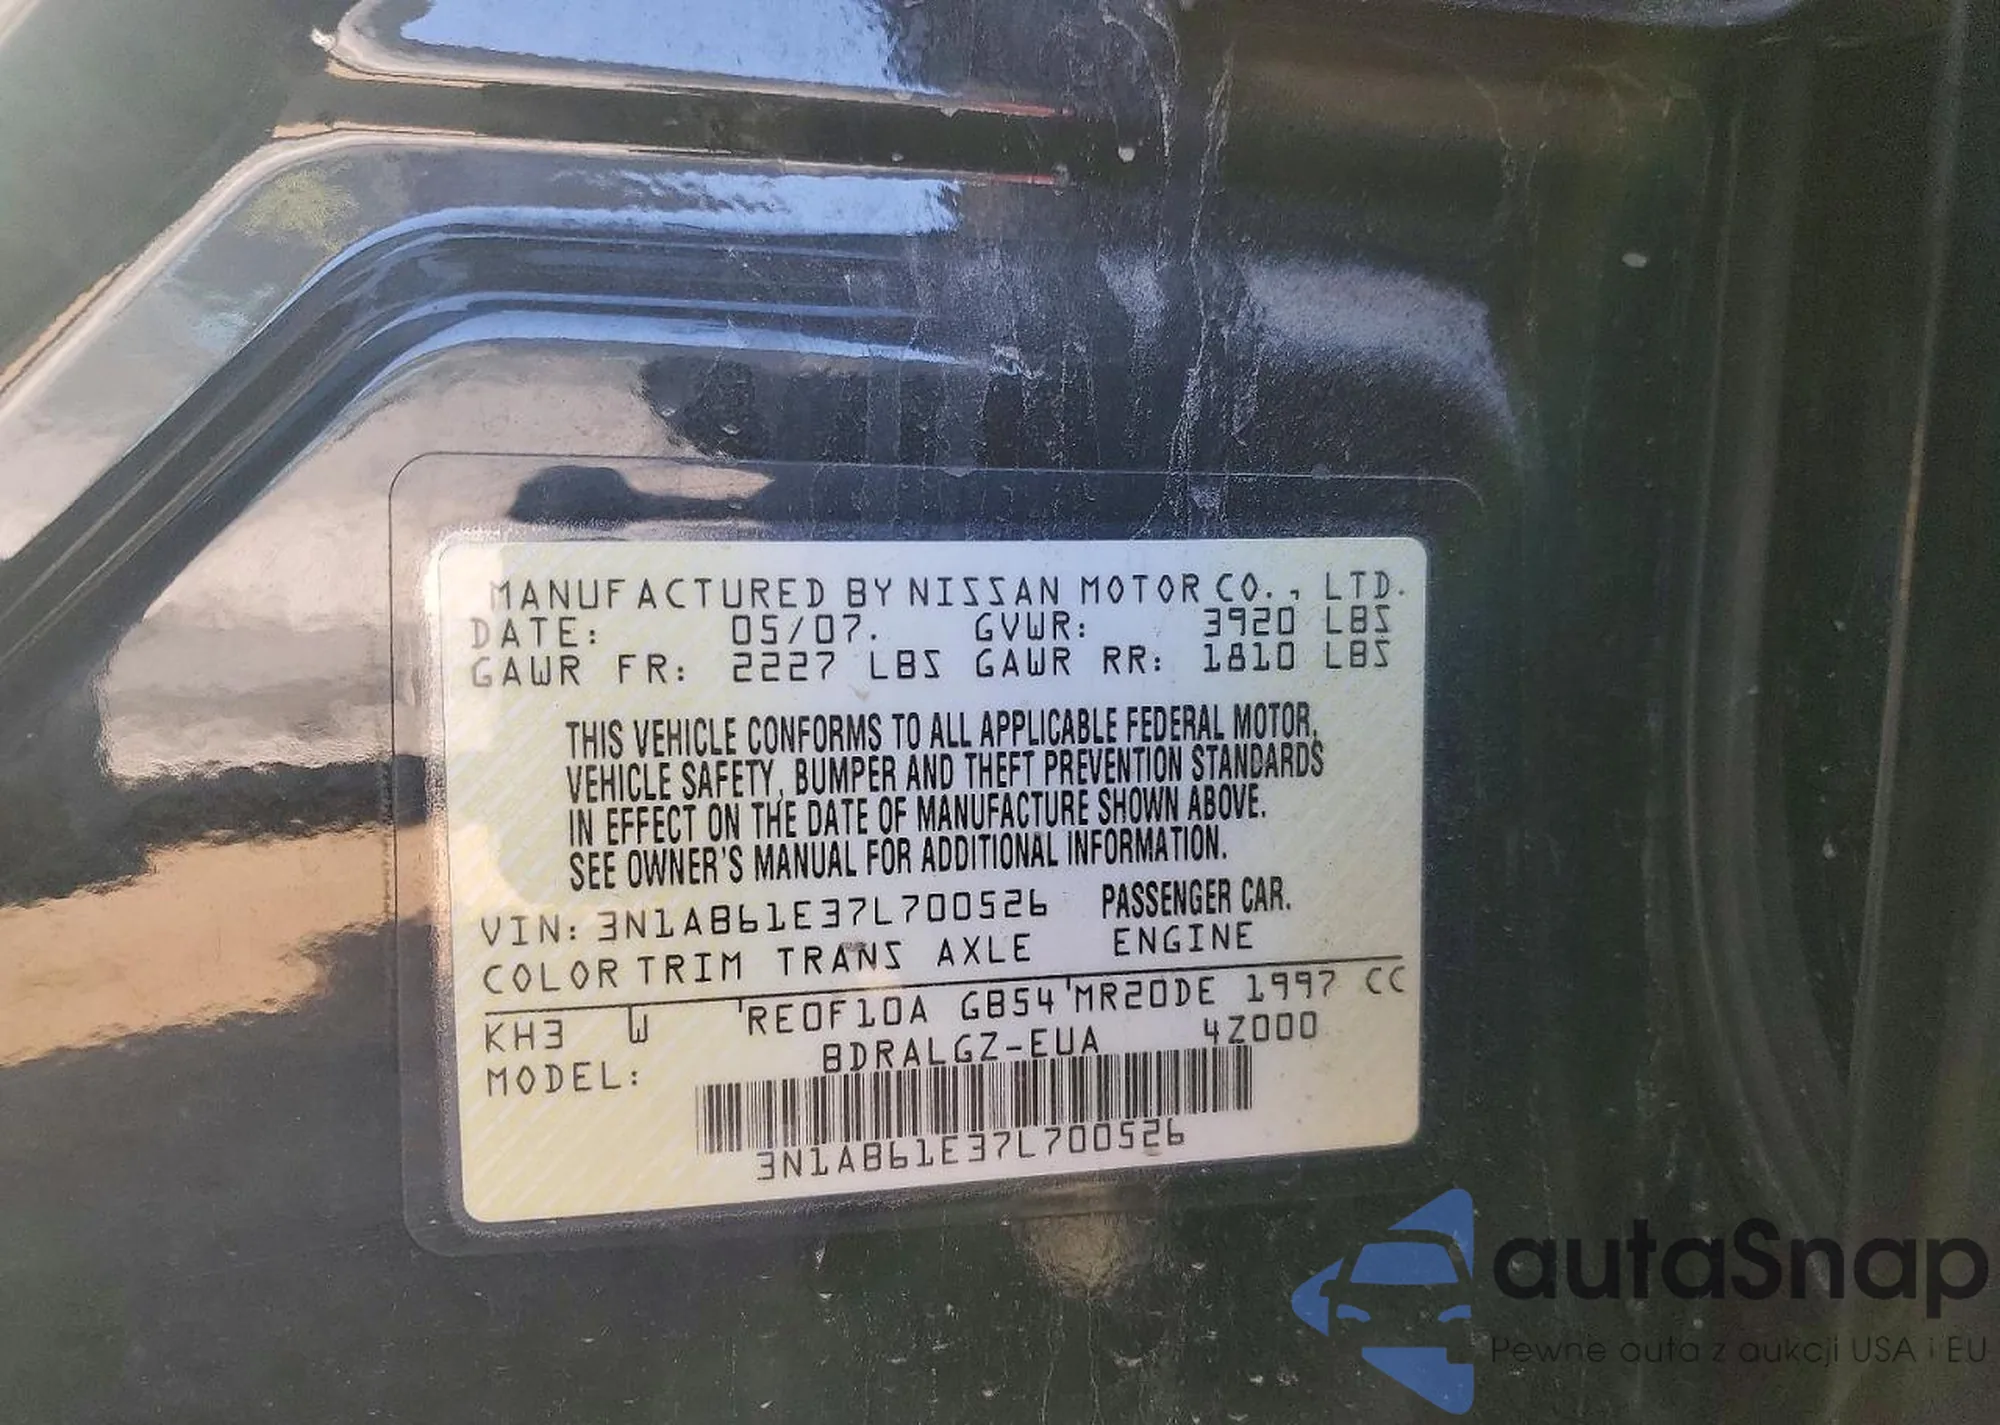 MANUFACTURED BY NISSAN MOTOR CO., LTD.
DATE: 05/07. GVWR: 3920 LBS
GAWR FR: 2227 LBS GAWR RR: 1810 LBS
THIS VEHICLE CONFORMS TO ALL APPLICABLE FEDERAL MOTOR,
VEHICLE SAFETY, BUMPER AND THEFT PREVENTION STANDARDS
IN EFFECT ON THE DATE OF MANUFACTURE SHOWN ABOVE.
SEE OWNER'S MANUAL FOR ADDITIONAL INFORMATION.
VIN: 3N1AB61E37L700526 PASSENGER CAR.
COLOR TRIM TRANS AXLE ENGINE
KH3 W 'RE0F10A GB54'MR20DE 1997 CC
MODEL: BDRALGZ-EUA 4Z000
3N1AB61E37L700526
autaSnap
Pewne auta z aukcji USA i EU